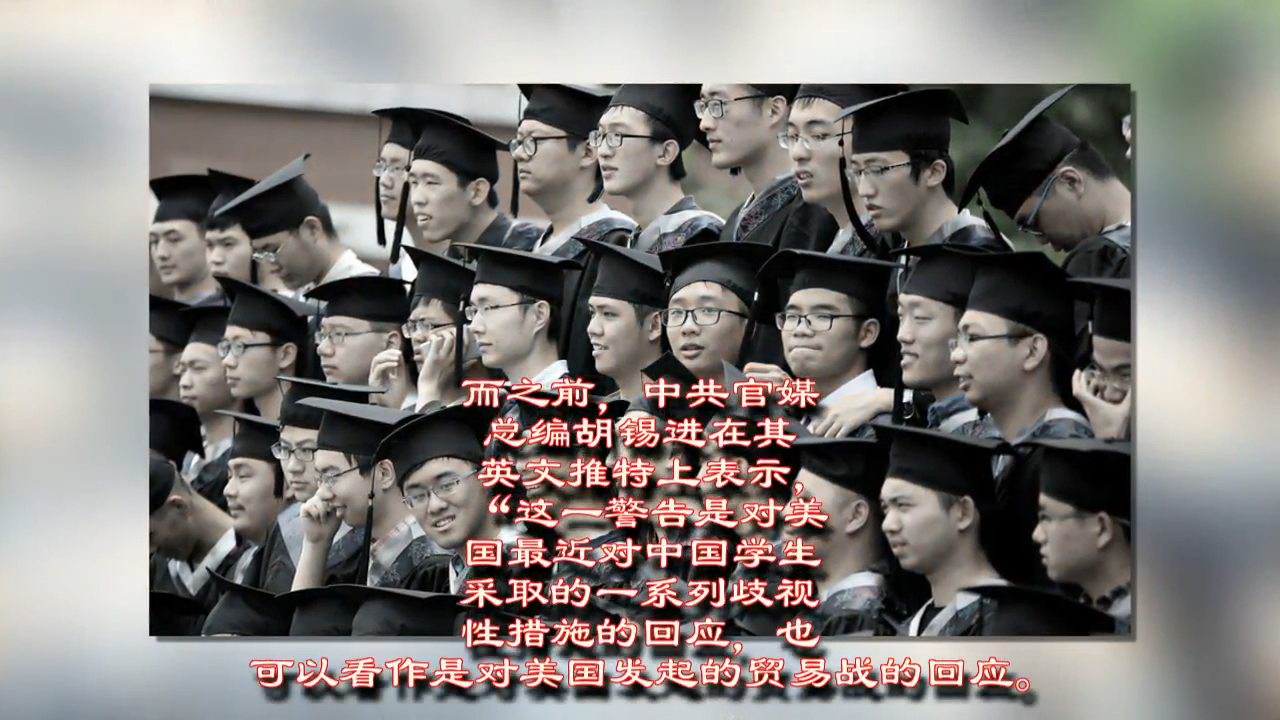 而之前，中共官媒
总编胡锡进在其
英文推特上表示，
“这一警告是对美
国最近对中国学生
采取的一系列歧视
性措施的回应，也
可以看作是对美国发起的贸易战的回应。